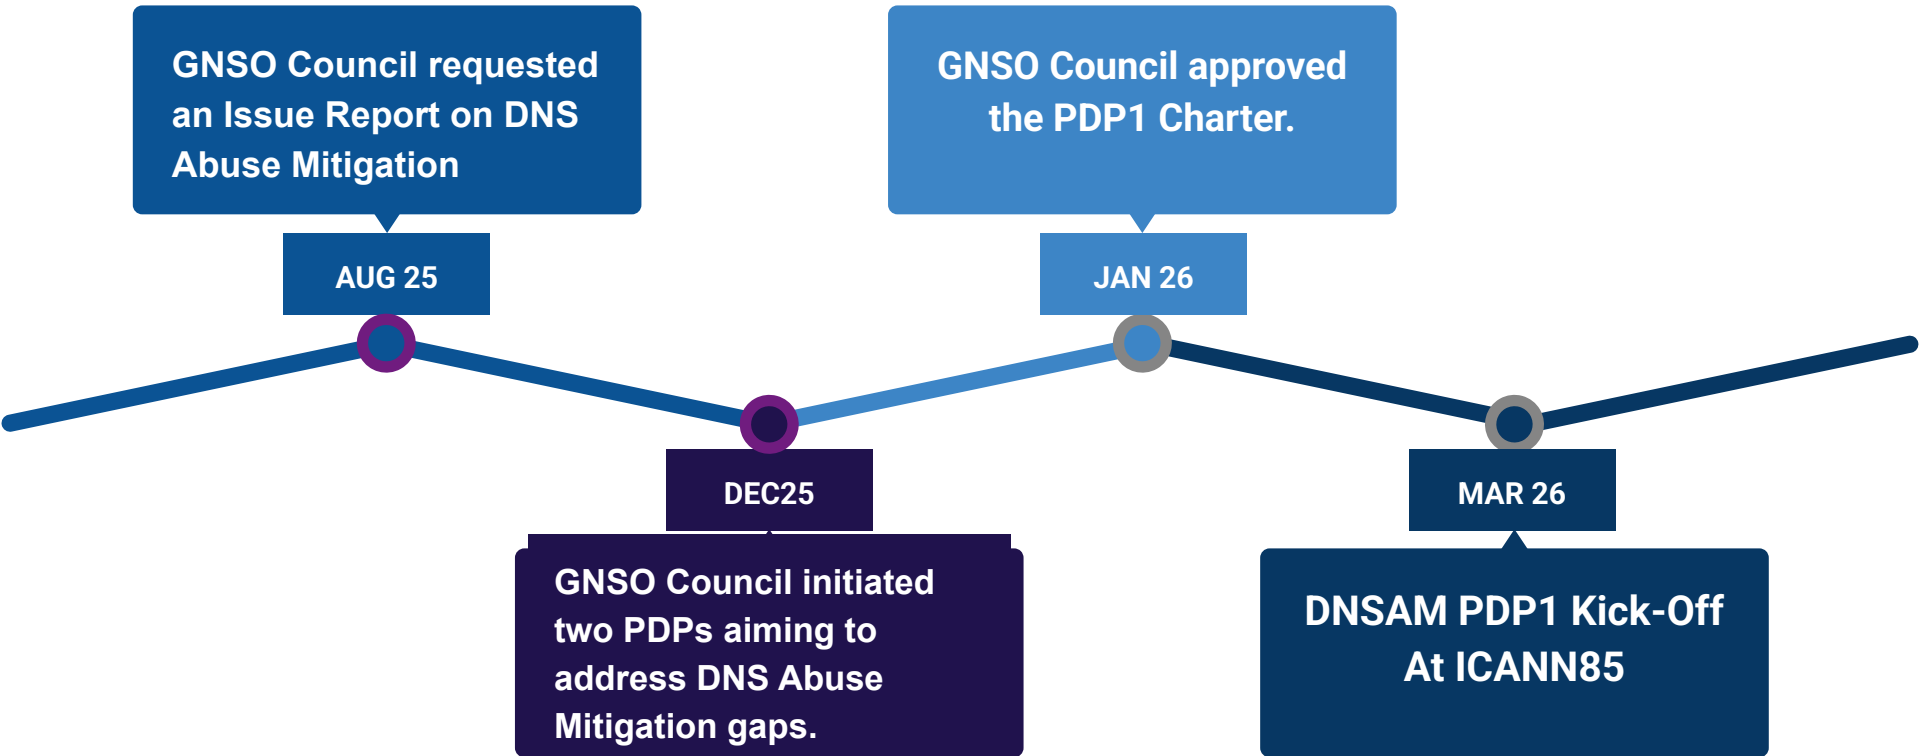 GNSO Council requested
an Issue Report on DNS
Abuse Mitigation
AUG 25
DEC25
GNSO Council initiated
two PDPs aiming to
address DNS Abuse
Mitigation gaps.
GNSO Council approved
the PDP1 Charter.
JAN 26
MAR 26
DNSAM PDP1 Kick-Off
At ICANN85